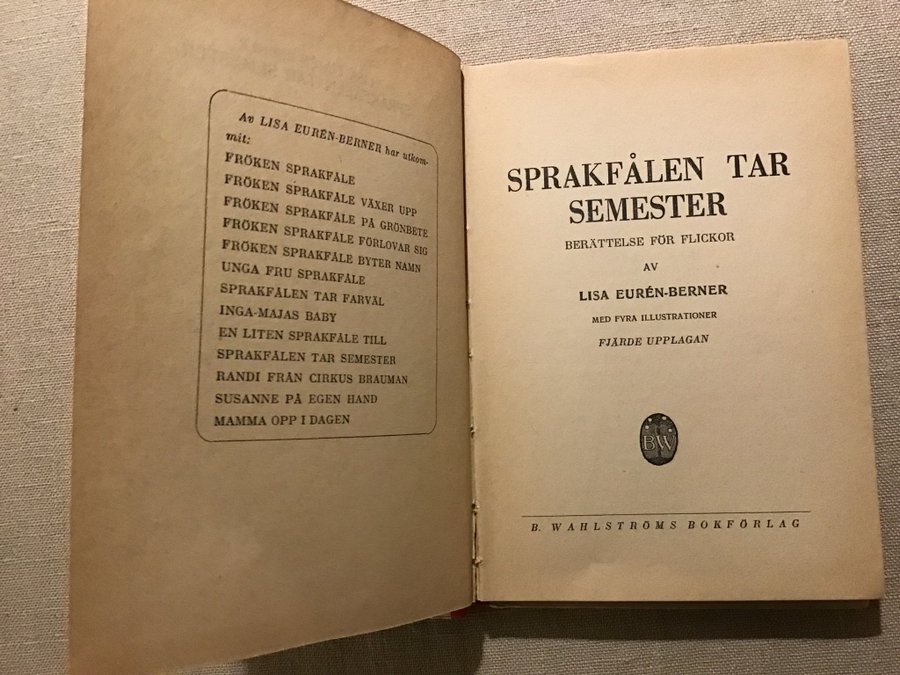 Av LISA EURÉN-BERNER har utkom-
mit:
FRÖKEN SPRAKFÅLE
FRÖKEN SPRAKFÅLE VÄXER UPP
FRÖKEN SPRAKFÅLE PÅ GRÖNBETE
FRÖKEN SPRAKFÅLE FÖRLOVAR SIG
FRÖKEN SPRAKFÅLE BYTER NAMN
UNGA FRU SPRAKFÅLE
SPRAKFÅLEN TAR FARVÄL
INGA-MAJAS BABY
EN LITEN SPRAKFÅLE TILL
SPRAKFÅLEN TAR SEMESTER
RANDI FRÅN CIRKUS BRAUMAN
SUSANNE PÅ EGEN HAND
MAMMA OPP I DAGEN
SPRAKFÅLEN TAR
SEMESTER
BERÄTTELSE FÖR FLICKOR
AV
LISA EURÉN-BERNER
MED FYRA ILLUSTRATIONER
FJÄRDE UPPLAGAN
BW
B. WAHLSTRÖMS BOKFÖRLAG